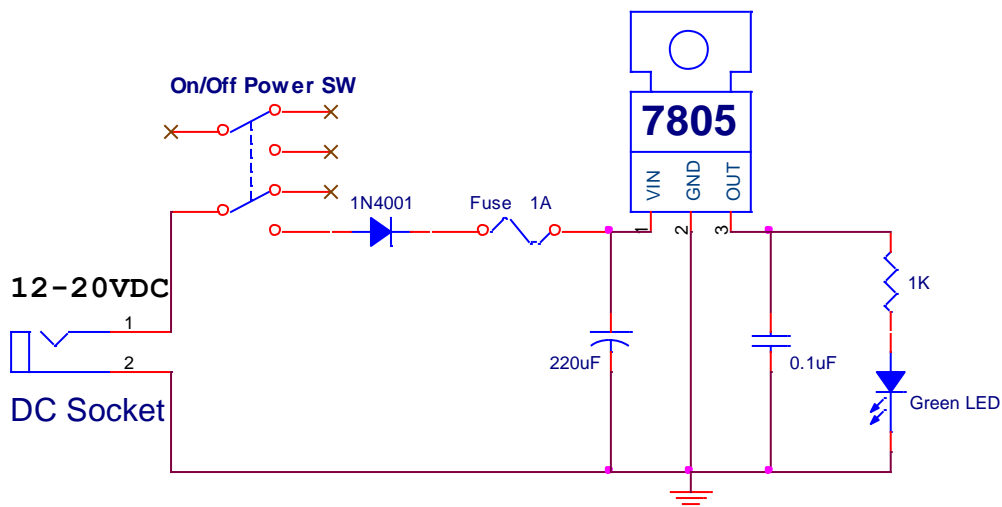 On/Off Power SW
7805
VIN
GND
OUT
1N4001
Fuse 1A
1
2
3
12-20VDC
1
2
DC Socket
220uF
0.1uF
1K
Green LED